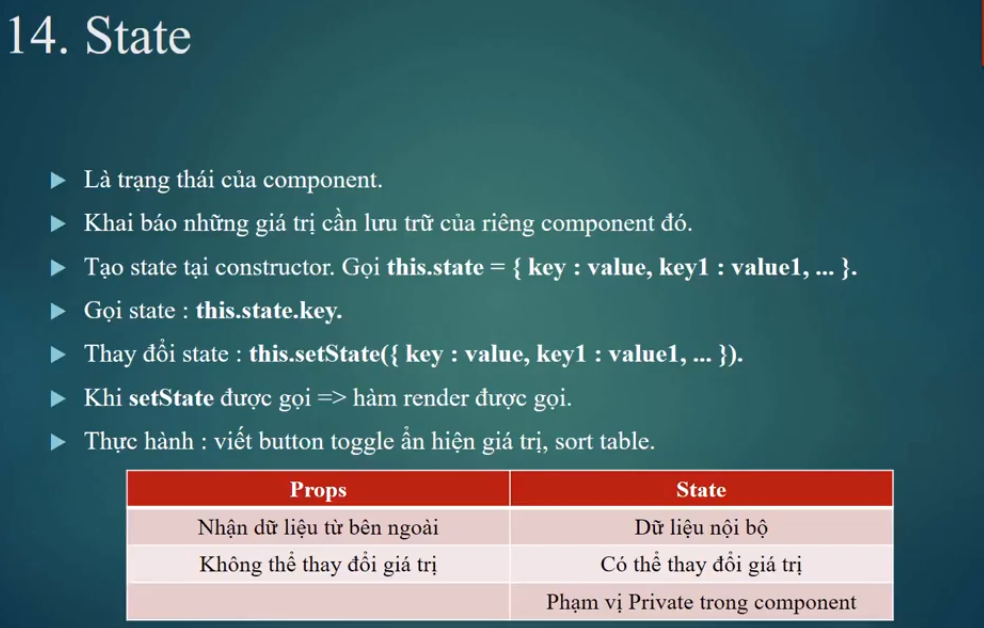 14. State
Là trạng thái của component.
Khai báo những giá trị cần lưu trữ của riêng component đó.
Tạo state tại constructor. Gọi this.state = { key : value, key1 : value1, ... }.
Gọi state : this.state.key.
Thay đổi state : this.setState({ key : value, key1 : value1, ... }).
Khi setState được gọi => hàm render được gọi.
Thực hành : viết button toggle ẩn hiện giá trị, sort table.
Props State
Nhận dữ liệu từ bên ngoài Dữ liệu nội bộ
Không thể thay đổi giá trị Có thể thay đổi giá trị
Phạm vị Private trong component